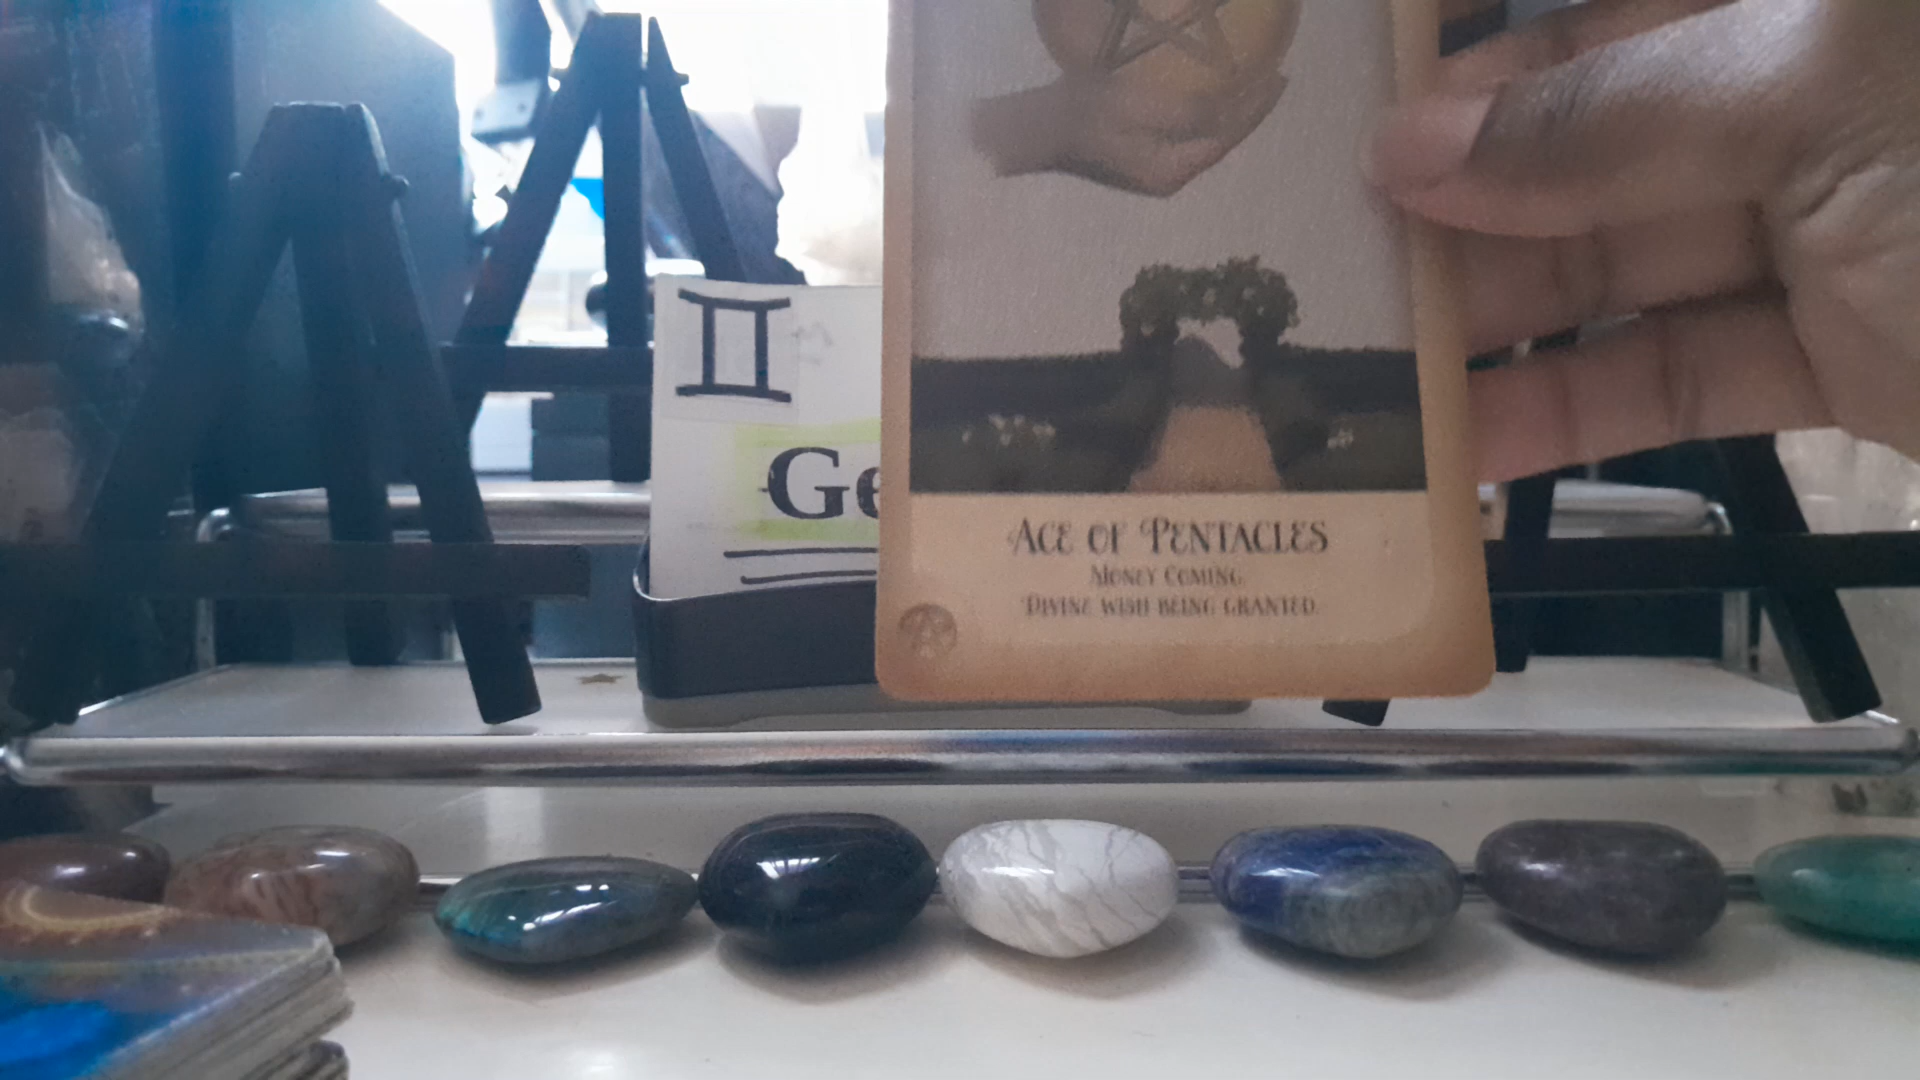 ♊
Ge
ACE OF PENTACLES
MONEY COMING.
DIVINE WISH BEING GRANTED.